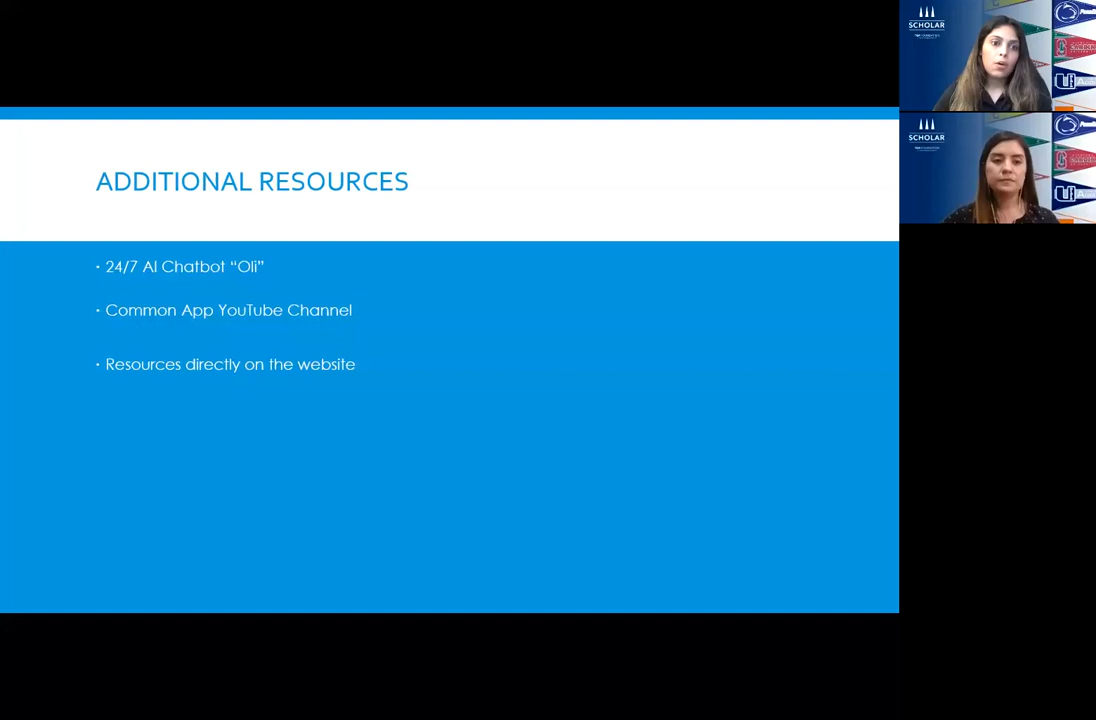 ADDITIONAL RESOURCES
· 24/7 AI Chatbot “Oli”
· Common App YouTube Channel
· Resources directly on the website
SCHOLAR
SCHOLAR